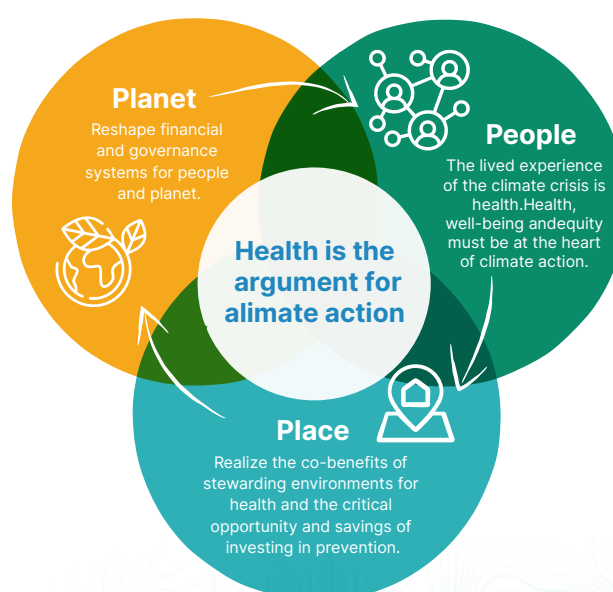 Planet
Reshape financial
and governance
systems for people
and planet.
People
The lived experience
of the climate crisis is
health.Health,
well-being andequity
must be at the heart
of climate action.
Health is the
argument for
alimate action
Place
Realize the co-benefits of
stewarding environments for
health and the critical
opportunity and savings of
investing in prevention.